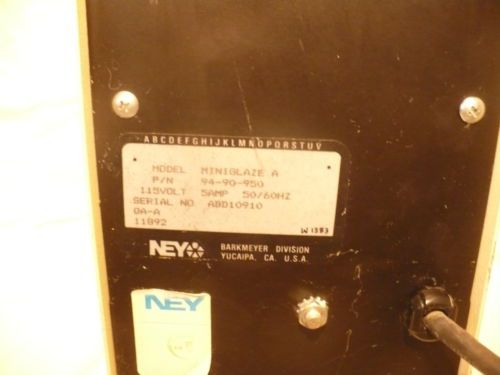 ABCDEFGHIJKLMNOPQRSTUV
MODEL MINIGLAZE A
P/N 94-90-950
115VOLT 5AMP 50/60HZ
SERIAL NO ABD10910
QA-A
11892 W 1383
NEY BARKMEYER DIVISION
YUCAIPA, CA. U.S.A.
NEY